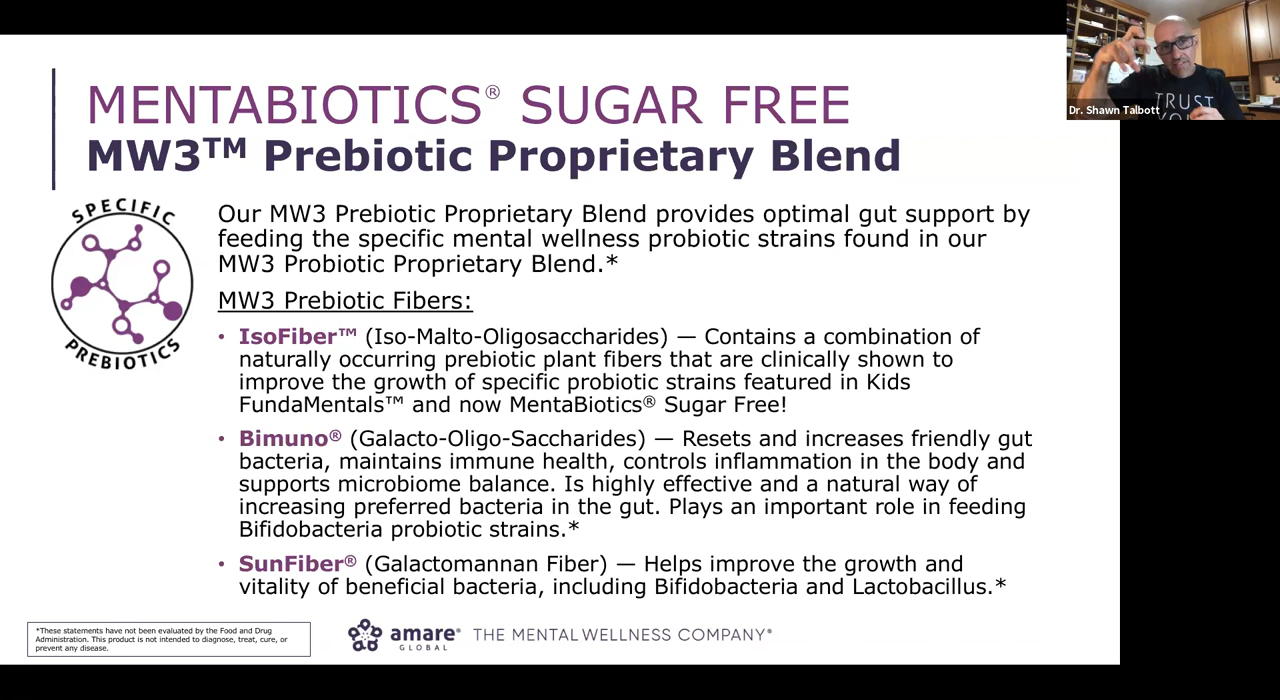 MENTABIOTICS® SUGAR FREE
MW3™ Prebiotic Proprietary Blend
Dr. Shawn Talbott
TRUST
YOU
SPECIFIC
PREBIOTICS
Our MW3 Prebiotic Proprietary Blend provides optimal gut support by
feeding the specific mental wellness probiotic strains found in our
MW3 Probiotic Proprietary Blend.*
MW3 Prebiotic Fibers:
• IsoFiber™ (Iso-Malto-Oligosaccharides) — Contains a combination of
naturally occurring prebiotic plant fibers that are clinically shown to
improve the growth of specific probiotic strains featured in Kids
FundaMentals™ and now MentaBiotics® Sugar Free!
• Bimuno® (Galacto-Oligo-Saccharides) — Resets and increases friendly gut
bacteria, maintains immune health, controls inflammation in the body and
supports microbiome balance. Is highly effective and a natural way of
increasing preferred bacteria in the gut. Plays an important role in feeding
Bifidobacteria probiotic strains.*
• SunFiber® (Galactomannan Fiber) — Helps improve the growth and
vitality of beneficial bacteria, including Bifidobacteria and Lactobacillus.*
*These statements have not been evaluated by the Food and Drug
Administration. This product is not intended to diagnose, treat, cure, or
prevent any disease.
amare® THE MENTAL WELLNESS COMPANY®
GLOBAL